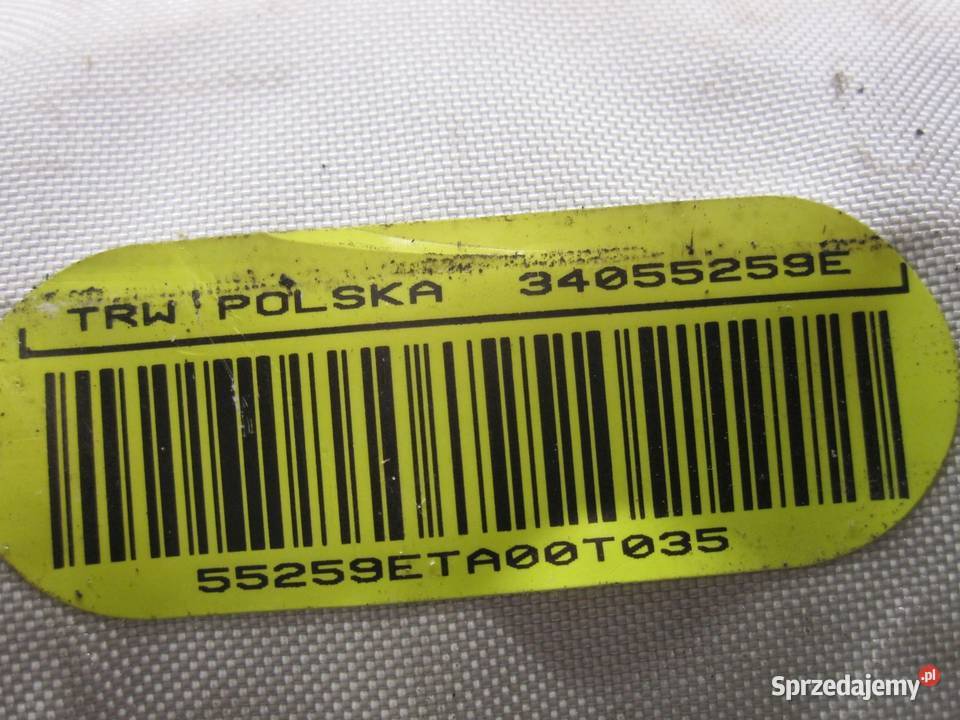 TRW POLSKA 34055259E
55259ETA00T035
Sprzedajemy.pl